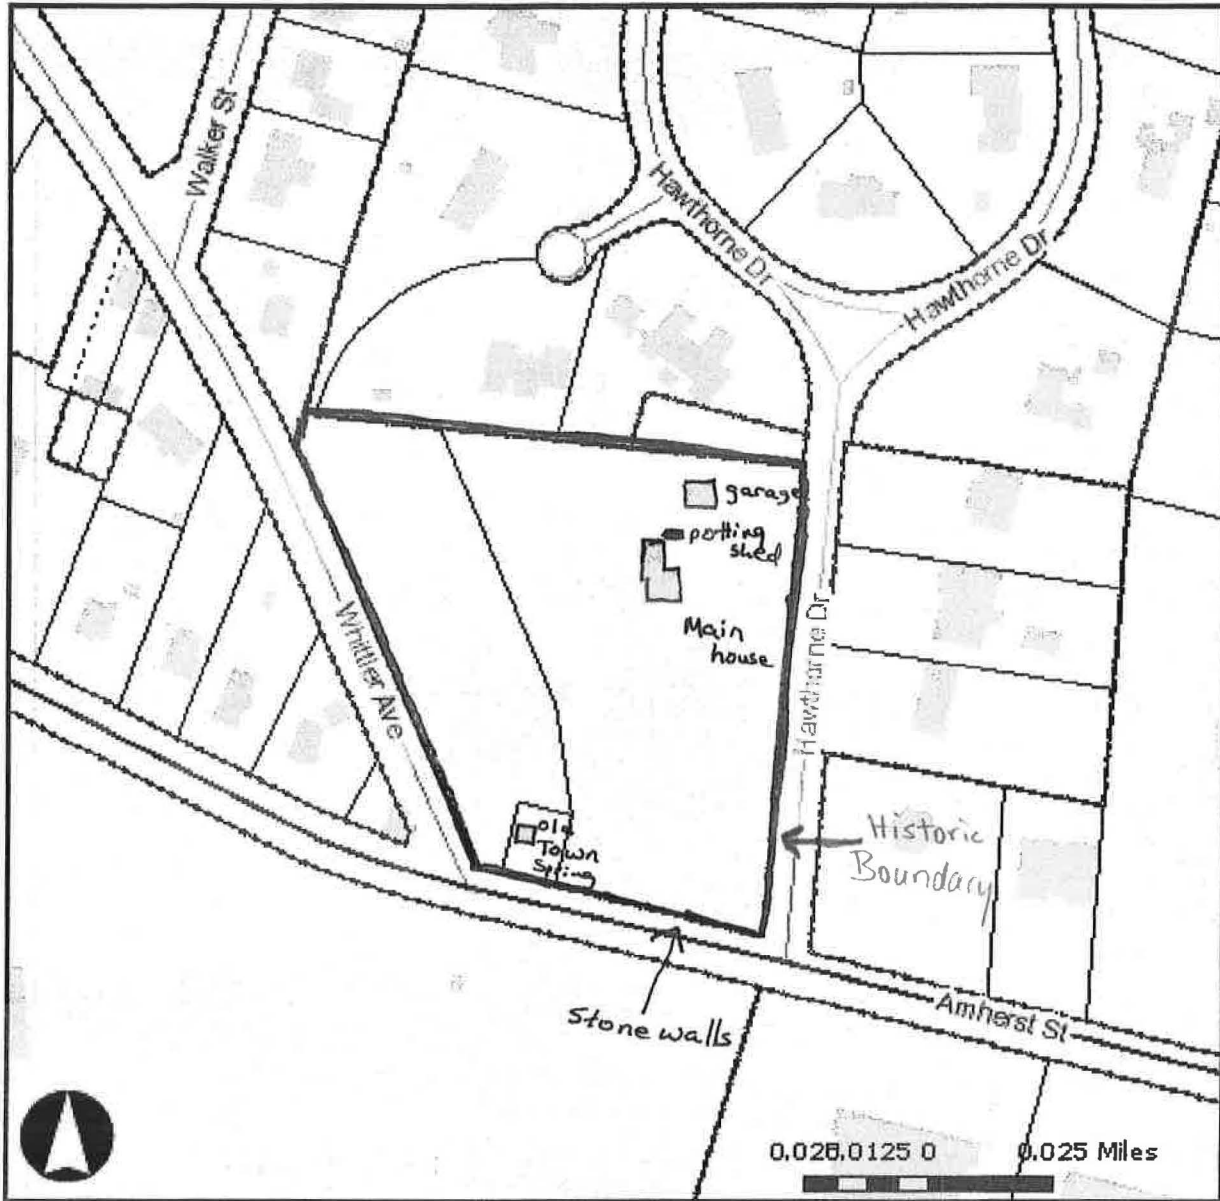 Walker St
Hawthorne Dr
Hawthorne Dr
garage
potting
shed
Main
house
Whittier Ave
Hawthorne Dr
old
Town
Spring
Historic
Boundary
Stone walls
Amherst St
0.025.0125 0 0.025 Miles